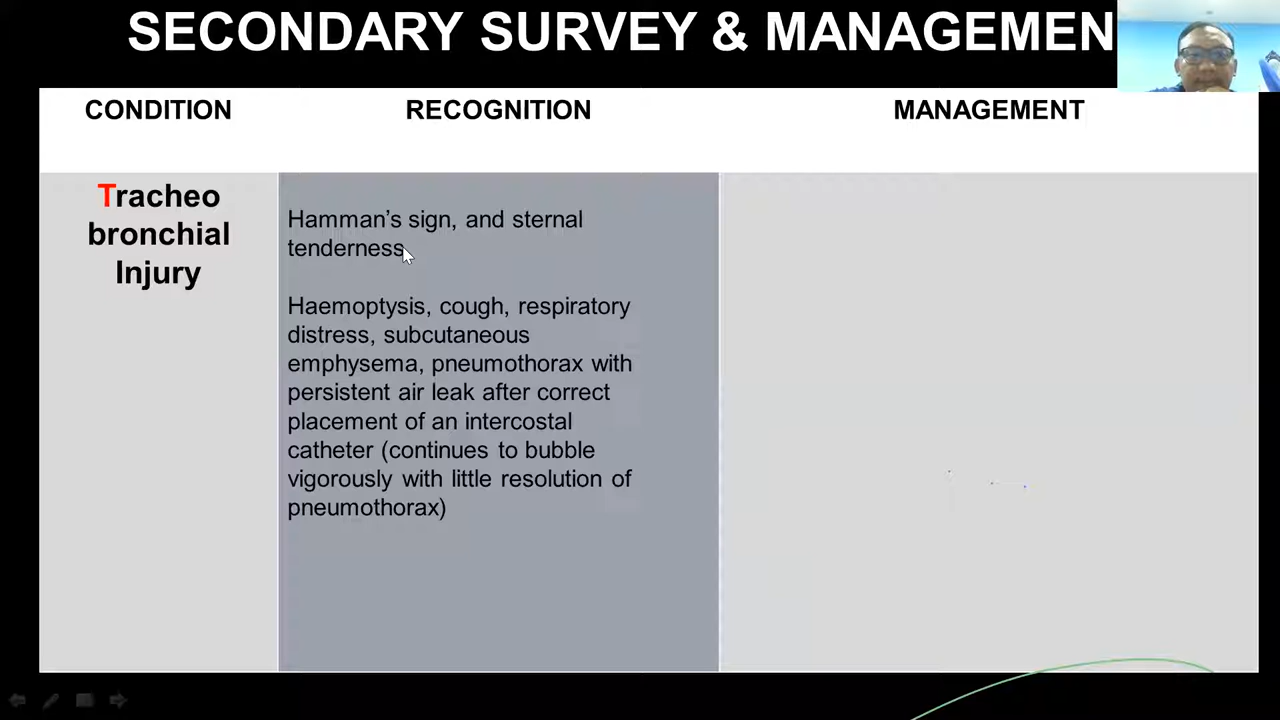 SECONDARY SURVEY & MANAGEMEN
CONDITION
RECOGNITION
MANAGEMENT
Tracheo
bronchial
Injury
Hamman’s sign, and sternal
tenderness
Haemoptysis, cough, respiratory
distress, subcutaneous
emphysema, pneumothorax with
persistent air leak after correct
placement of an intercostal
catheter (continues to bubble
vigorously with little resolution of
pneumothorax)